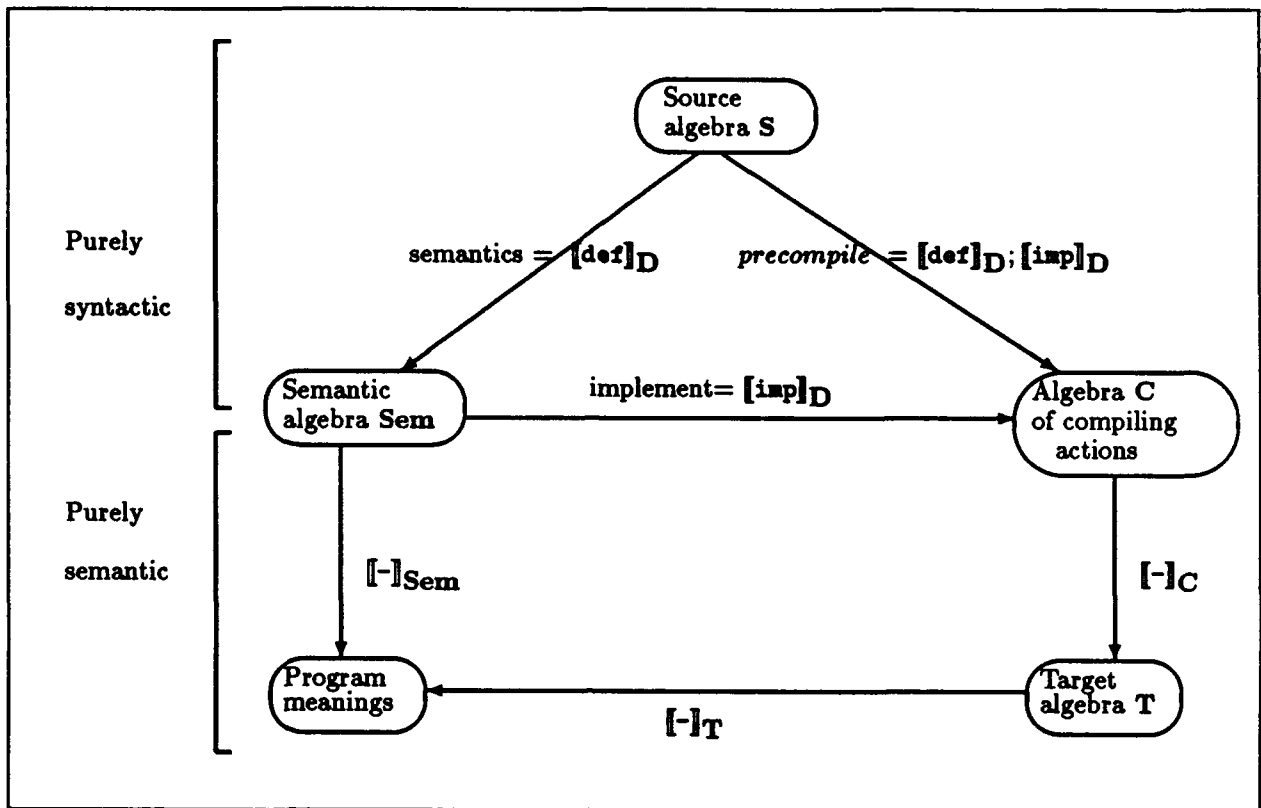 Source
algebra S
Purely
syntactic
semantics = ⟦def⟧D
precompile = ⟦def⟧D; ⟦imp⟧D
Semantic
algebra Sem
implement= ⟦imp⟧D
Algebra C
of compiling
actions
Purely
semantic
⟦-⟧Sem
⟦-⟧C
Program
meanings
⟦-⟧T
Target
algebra T